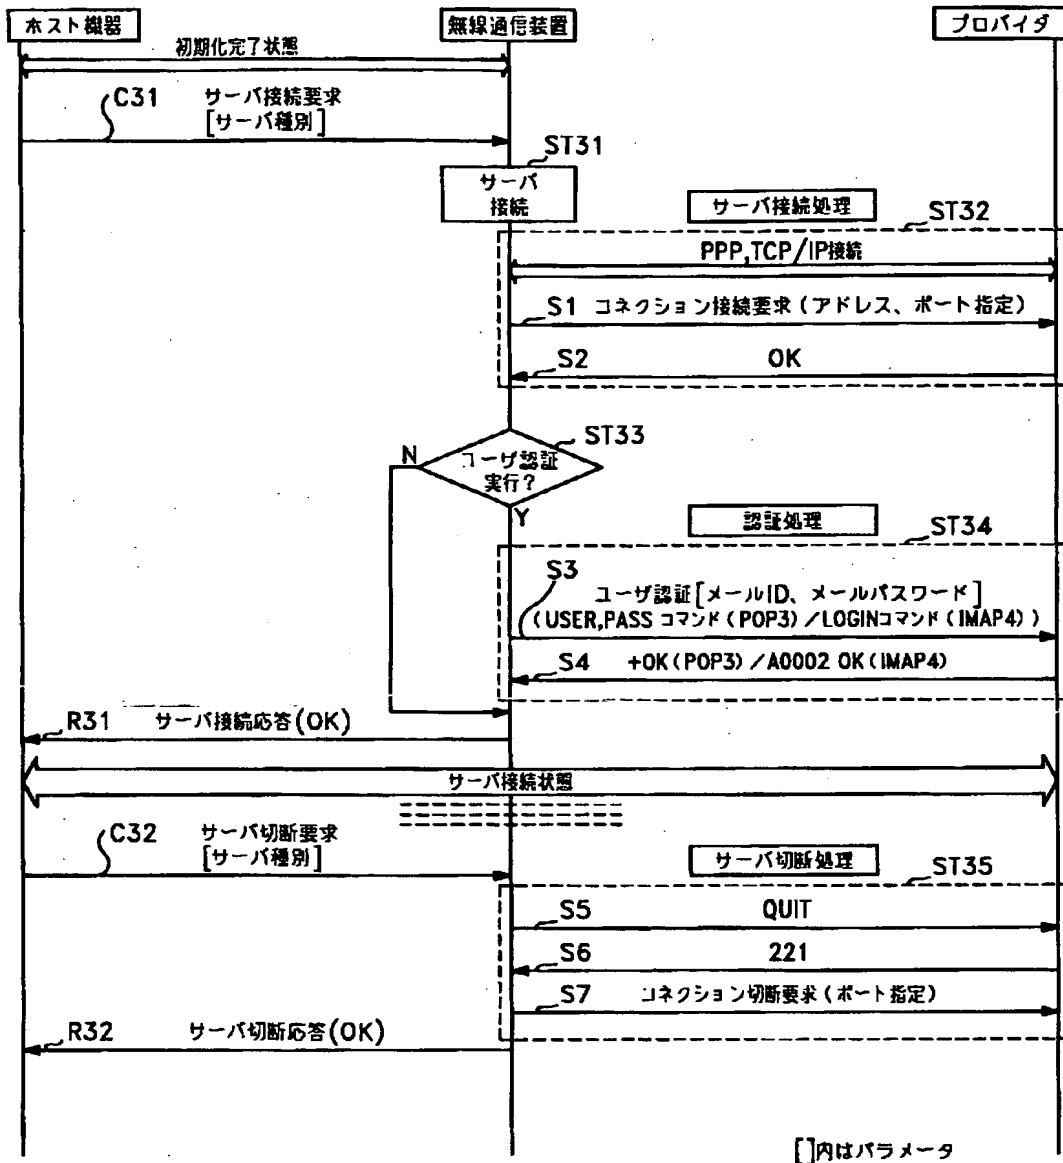 ホスト機器
無線通信装置
プロバイダ
初期化完了状態
C31
サーバ接続要求
[サーバ種別]
ST31
サーバ
接続
サーバ接続処理
ST32
PPP,TCP/IP接続
S1 コネクション接続要求(アドレス、ポート指定)
S2 OK
ST33
N
ユーザ認証
実行?
Y
認証処理
ST34
S3
ユーザ認証[メールID、メールパスワード]
(USER,PASS コマンド(POP3)/LOGINコマンド(IMAP4))
S4 +OK(POP3)/A0002 OK(IMAP4)
R31 サーバ接続応答(OK)
サーバ接続状態
C32 サーバ切断要求
[サーバ種別]
サーバ切断処理
ST35
S5 QUIT
S6 221
S7 コネクション切断要求(ポート指定)
R32 サーバ切断応答(OK)
[]内はパラメータ